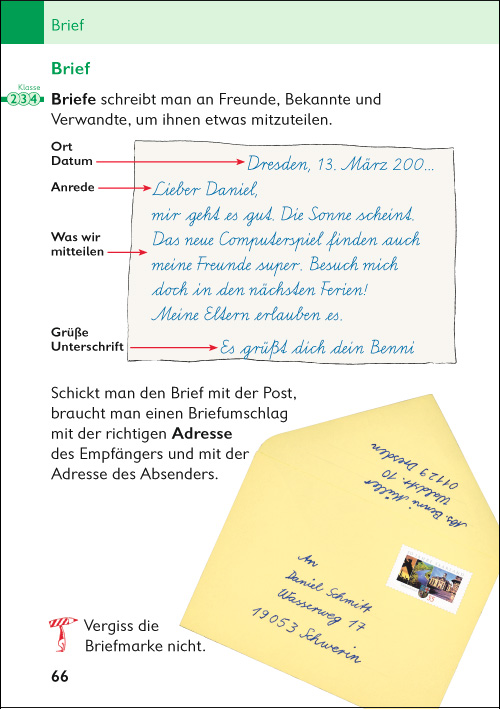 Brief
Brief
Klasse
2 3 4
Briefe schreibt man an Freunde, Bekannte und
Verwandte, um ihnen etwas mitzuteilen.
Ort
Datum
Dresden, 13. März 200...
Anrede
Lieber Daniel,
mir geht es gut. Die Sonne scheint.
Was wir
mitteilen
Das neue Computerspiel finden auch
meine Freunde super. Besuch mich
doch in den nächsten Ferien!
Meine Eltern erlauben es.
Grüße
Unterschrift
Es grüßt dich dein Benni
Schickt man den Brief mit der Post,
braucht man einen Briefumschlag
mit der richtigen Adresse
des Empfängers und mit der
Adresse des Absenders.
Abs. Benni Müller
Waldstr. 10
01129 Dresden
An
Daniel Schmitt
Wasserweg 17
19053 Schwerin
Vergiss die
Briefmarke nicht.
66